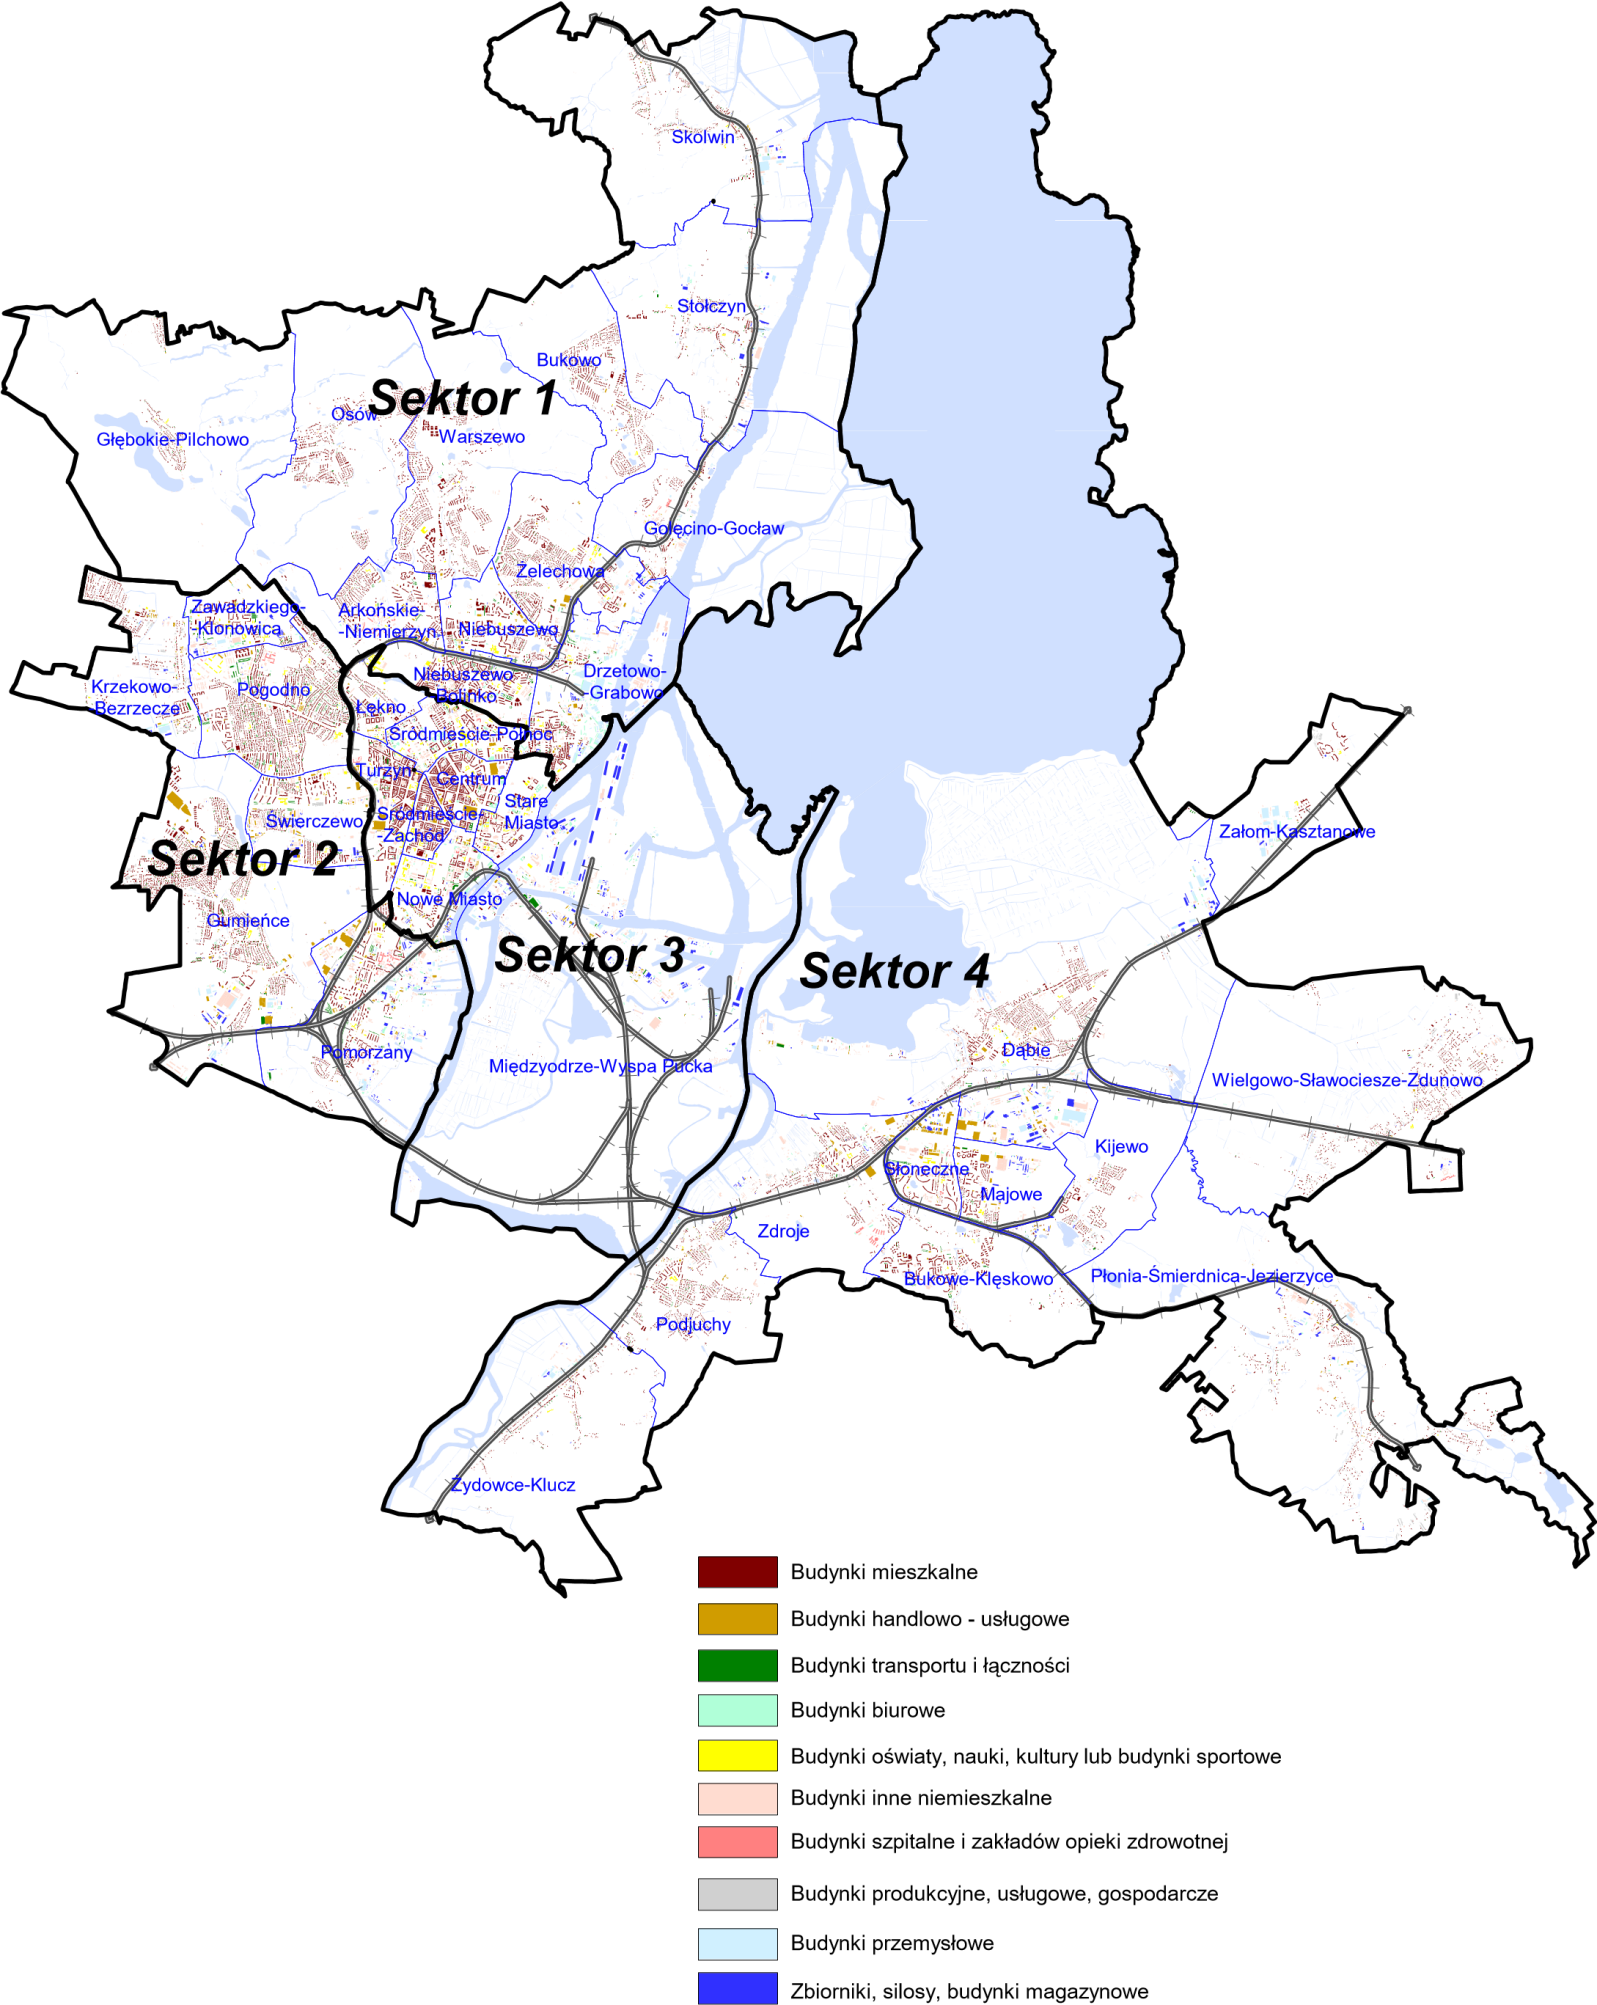 Skolwin
Stołczyn
Bukowo
Sektor 1
Osów
Warszewo
Głębokie-Pilchowo
Golęcino-Gocław
Żelechowa
Zawadzkiego-
-Klonowica
Arkońskie-
-Niemierzyn
Niebuszewo
Drzetowo-
-Grabowo
Niebuszewo-
-Bolinko
Krzekowo-
-Bezrzecze
Pogodno
Łękno
Śródmieście-Północ
Turzyn
Centrum
Stare
Miasto
Świerczewo
Śródmieście-
-Zachód
Załom-Kasztanowe
Sektor 2
Nowe Miasto
Gumieńce
Sektor 3
Sektor 4
Pomorzany
Międzyodrze-Wyspa Pucka
Dąbie
Wielgowo-Sławociesze-Zdunowo
Kijewo
Słoneczne
Majowe
Zdroje
Bukowe-Klęskowo
Płonia-Śmierdnica-Jezierzyce
Podjuchy
Żydowce-Klucz
Budynki mieszkalne
Budynki handlowo - usługowe
Budynki transportu i łączności
Budynki biurowe
Budynki oświaty, nauki, kultury lub budynki sportowe
Budynki inne niemieszkalne
Budynki szpitalne i zakładów opieki zdrowotnej
Budynki produkcyjne, usługowe, gospodarcze
Budynki przemysłowe
Zbiorniki, silosy, budynki magazynowe